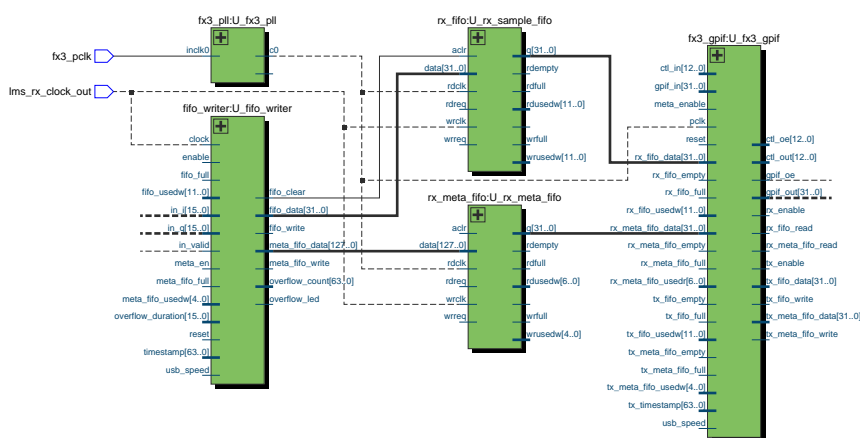 fx3_pclk
lms_rx_clock_out
fx3_pll:U_fx3_pll
inclk0
c0
fifo_writer:U_fifo_writer
clock
enable
fifo_full
fifo_usedw[11..0]
in_i[15..0]
in_q[15..0]
in_valid
meta_en
meta_fifo_full
meta_fifo_usedw[4..0]
overflow_duration[15..0]
reset
timestamp[63..0]
usb_speed
fifo_clear
fifo_data[31..0]
fifo_write
meta_fifo_data[127..0]
meta_fifo_write
overflow_count[63..0]
overflow_led
rx_fifo:U_rx_sample_fifo
aclr
data[31..0]
rdclk
rdreq
wrclk
wrreq
q[31..0]
rdempty
rdfull
rdusedw[11..0]
wrfull
wrusedw[11..0]
rx_meta_fifo:U_rx_meta_fifo
aclr
data[127..0]
rdclk
rdreq
wrclk
wrreq
q[31..0]
rdempty
rdfull
rdusedw[6..0]
wrfull
wrusedw[4..0]
fx3_gpif:U_fx3_gpif
ctl_in[12..0]
gpif_in[31..0]
meta_enable
pclk
reset
rx_fifo_data[31..0]
rx_fifo_empty
rx_fifo_full
rx_fifo_usedw[11..0]
rx_meta_fifo_data[31..0]
rx_meta_fifo_empty
rx_meta_fifo_full
rx_meta_fifo_usedr[6..0]
tx_fifo_empty
tx_fifo_full
tx_fifo_usedw[11..0]
tx_meta_fifo_empty
tx_meta_fifo_full
tx_meta_fifo_usedw[4..0]
tx_timestamp[63..0]
usb_speed
ctl_oe[12..0]
ctl_out[12..0]
gpif_oe
gpif_out[31..0]
rx_enable
rx_fifo_read
rx_meta_fifo_read
tx_enable
tx_fifo_data[31..0]
tx_fifo_write
tx_meta_fifo_data[31..0]
tx_meta_fifo_write